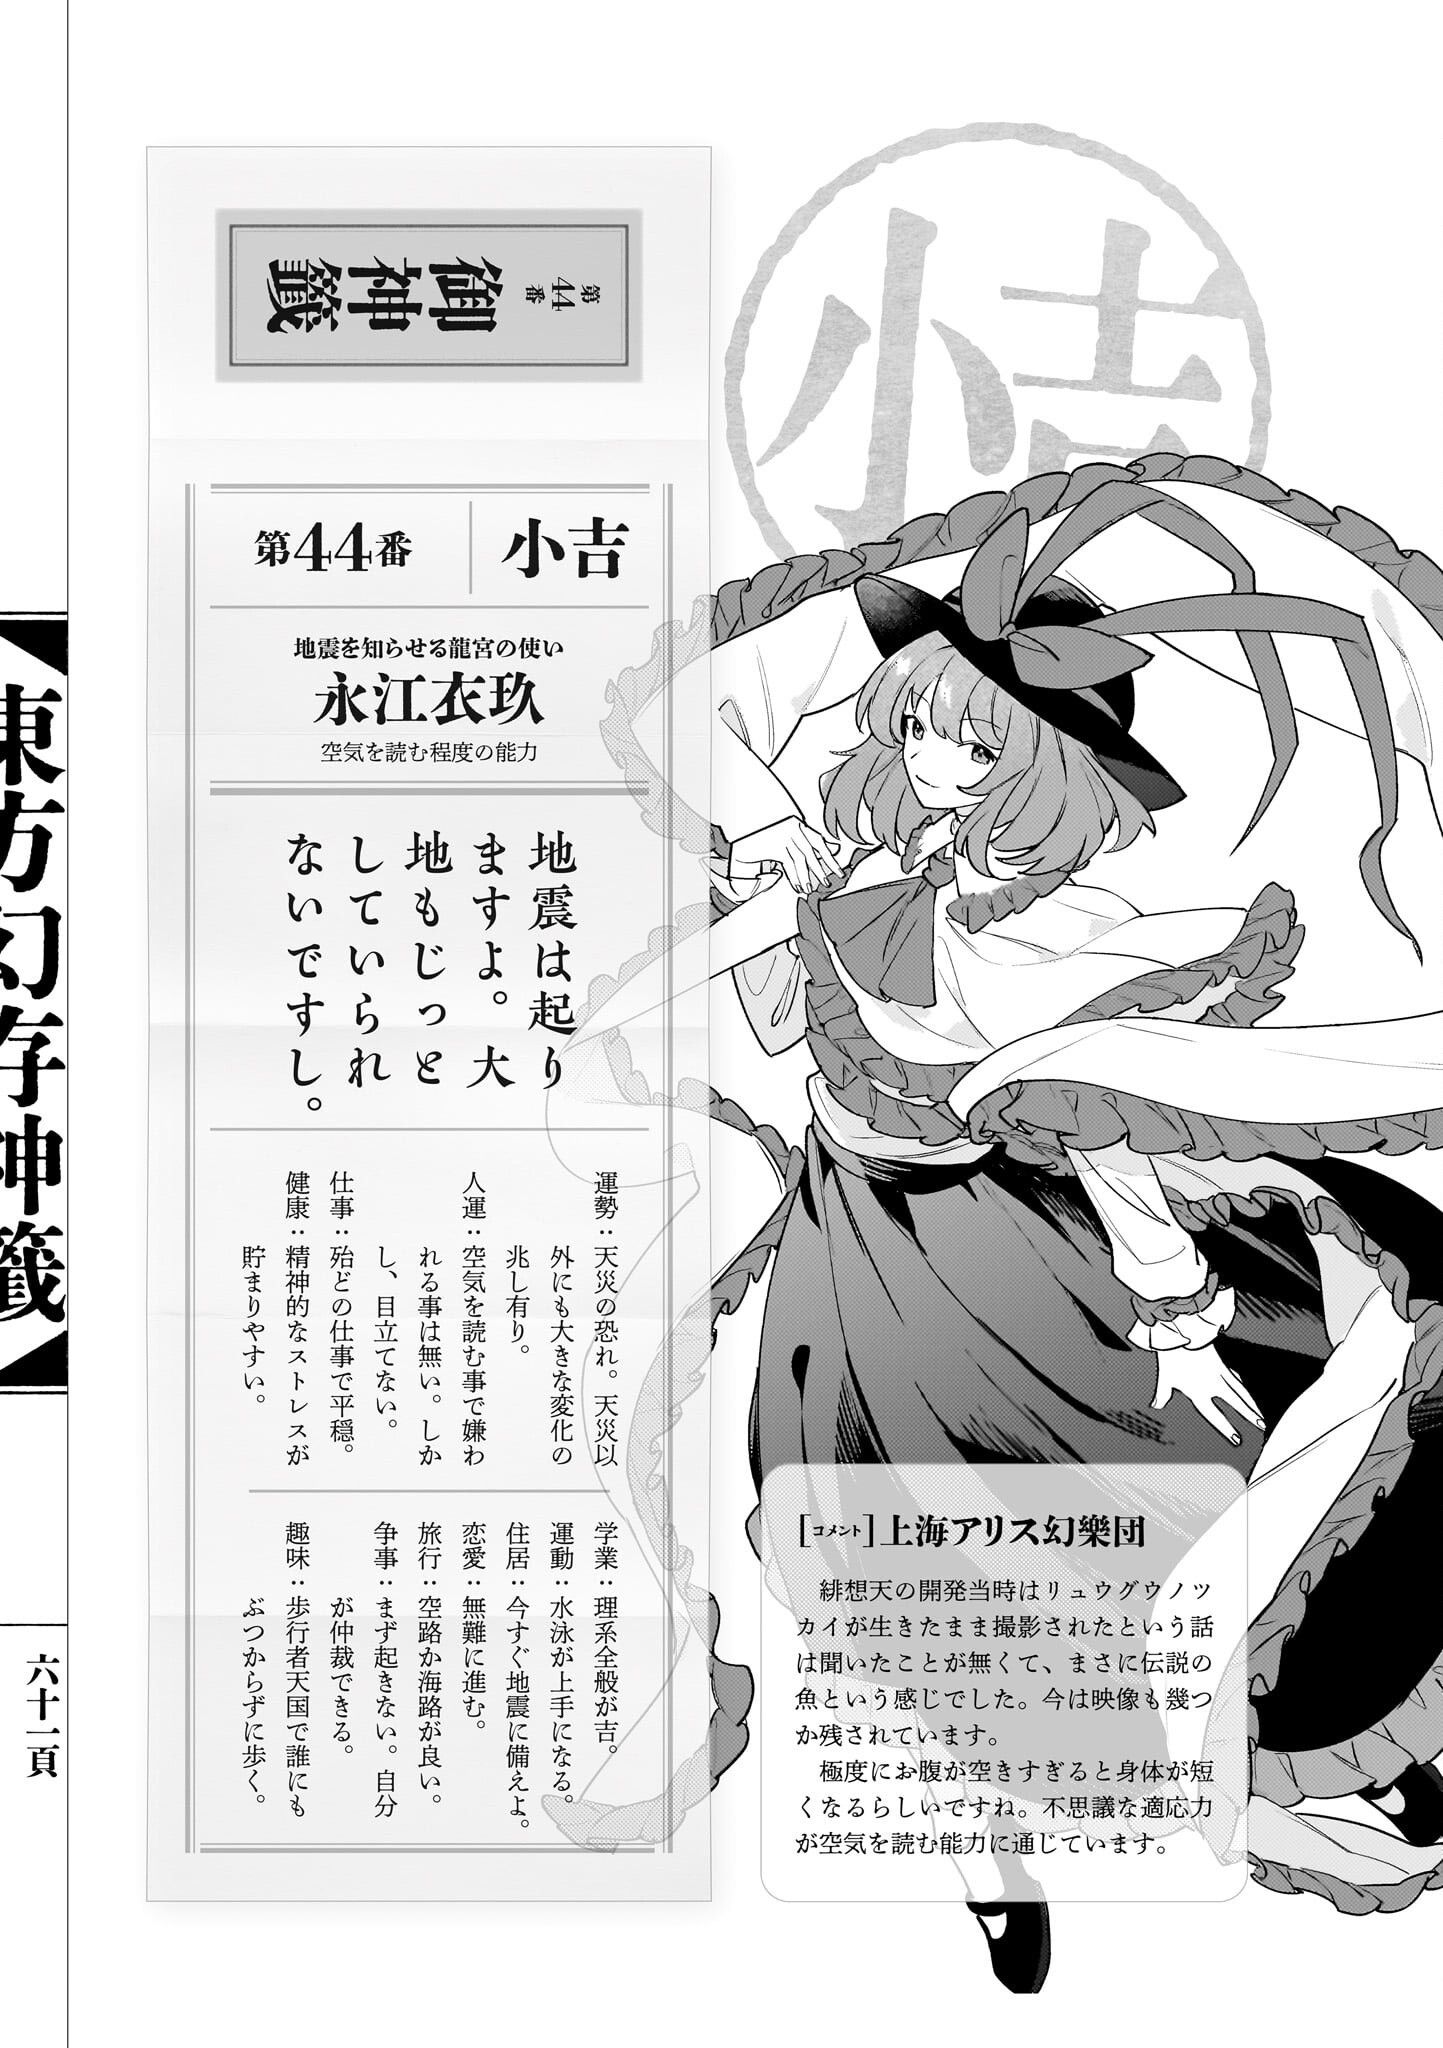 小吉
御神籤
第44番
第44番
小吉
地震を知らせる龍宮の使い
永江衣玖
空気を読む程度の能力
地震は起り
ますよ。大
地もじっと
していられ
ないですし。
運勢：天災の恐れ。天災以
外にも大きな変化の
兆し有り。
人運：空気を読む事で嫌わ
れる事は無い。しか
し、目立てない。
仕事：殆どの仕事で平穏。
健康：精神的なストレスが
貯まりやすい。
学業：理系全般が吉。
運動：水泳が上手になる。
住居：今すぐ地震に備えよ。
恋愛：無難に進む。
旅行：空路か海路が良い。
争事：まず起きない。自分
が仲裁できる。
趣味：歩行者天国で誰にも
ぶつからずに歩く。
[コメント]上海アリス幻樂団
緋想天の開発当時はリュウグウノツ
カイが生きたまま撮影されたという話
は聞いたことが無くて、まさに伝説の
魚という感じでした。今は映像も幾つ
か残されています。
極度にお腹が空きすぎると身体が短
くなるらしいですね。不思議な適応力
が空気を読む能力に通じています。
東方幻存神籤
六十一頁